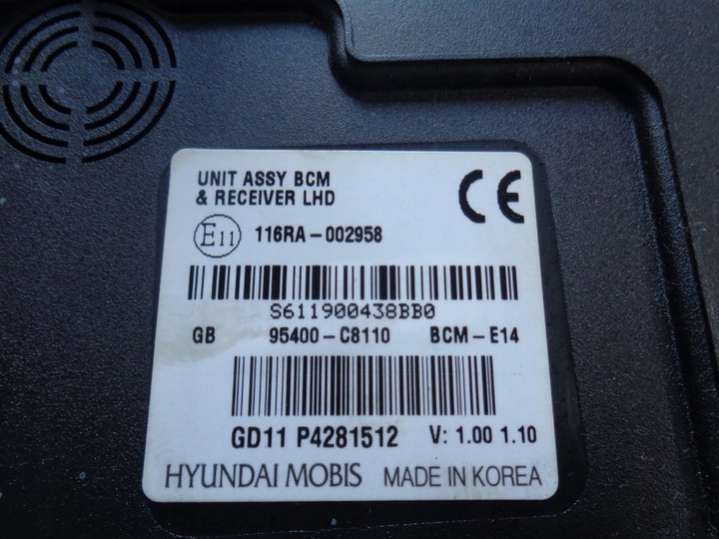 UNIT ASSY BCM
& RECEIVER LHD
CE
E11 116RA-002958
S611900438BB0
GB 95400-C8110 BCM-E14
GD11 P4281512 V: 1.00 1.10
HYUNDAI MOBIS MADE IN KOREA